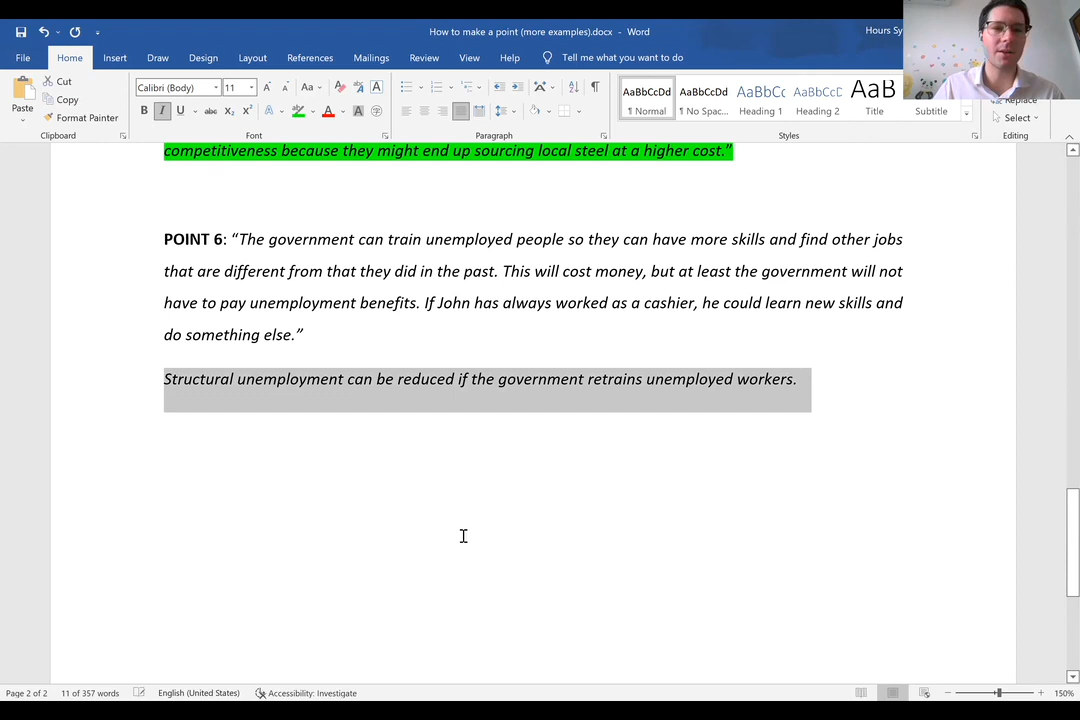 How to make a point (more examples).docx - Word
Hours Sy
File Home Insert Draw Design Layout References Mailings Review View Help Tell me what you want to do
Paste
Cut
Copy
Format Painter
Clipboard
Calibri (Body) 11
Font
Paragraph
AaBbCcDd AaBbCcDd AaBbCc AaBbCcD AaB AaBbCcD
¶ Normal ¶ No Spac... Heading 1 Heading 2 Title Subtitle
Styles
Replace
Select
Editing
competitiveness because they might end up sourcing local steel at a higher cost.”
POINT 6: “The government can train unemployed people so they can have more skills and find other jobs
that are different from that they did in the past. This will cost money, but at least the government will not
have to pay unemployment benefits. If John has always worked as a cashier, he could learn new skills and
do something else.”
Structural unemployment can be reduced if the government retrains unemployed workers.
Page 2 of 2 11 of 357 words English (United States) Accessibility: Investigate 150%